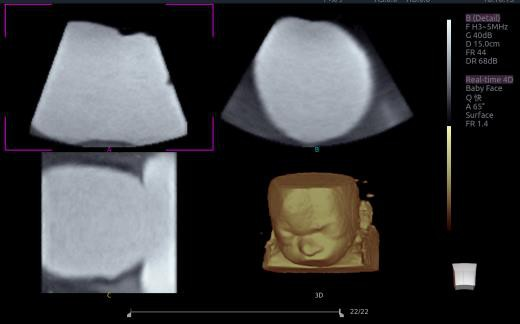 B (Detail)
F H3~5MHz
G 40dB
D 15.0cm
FR 44
DR 68dB
Real-time 4D
Baby Face
Q 快
A 65°
Surface
FR 1.4
A
B
C
3D
22/22